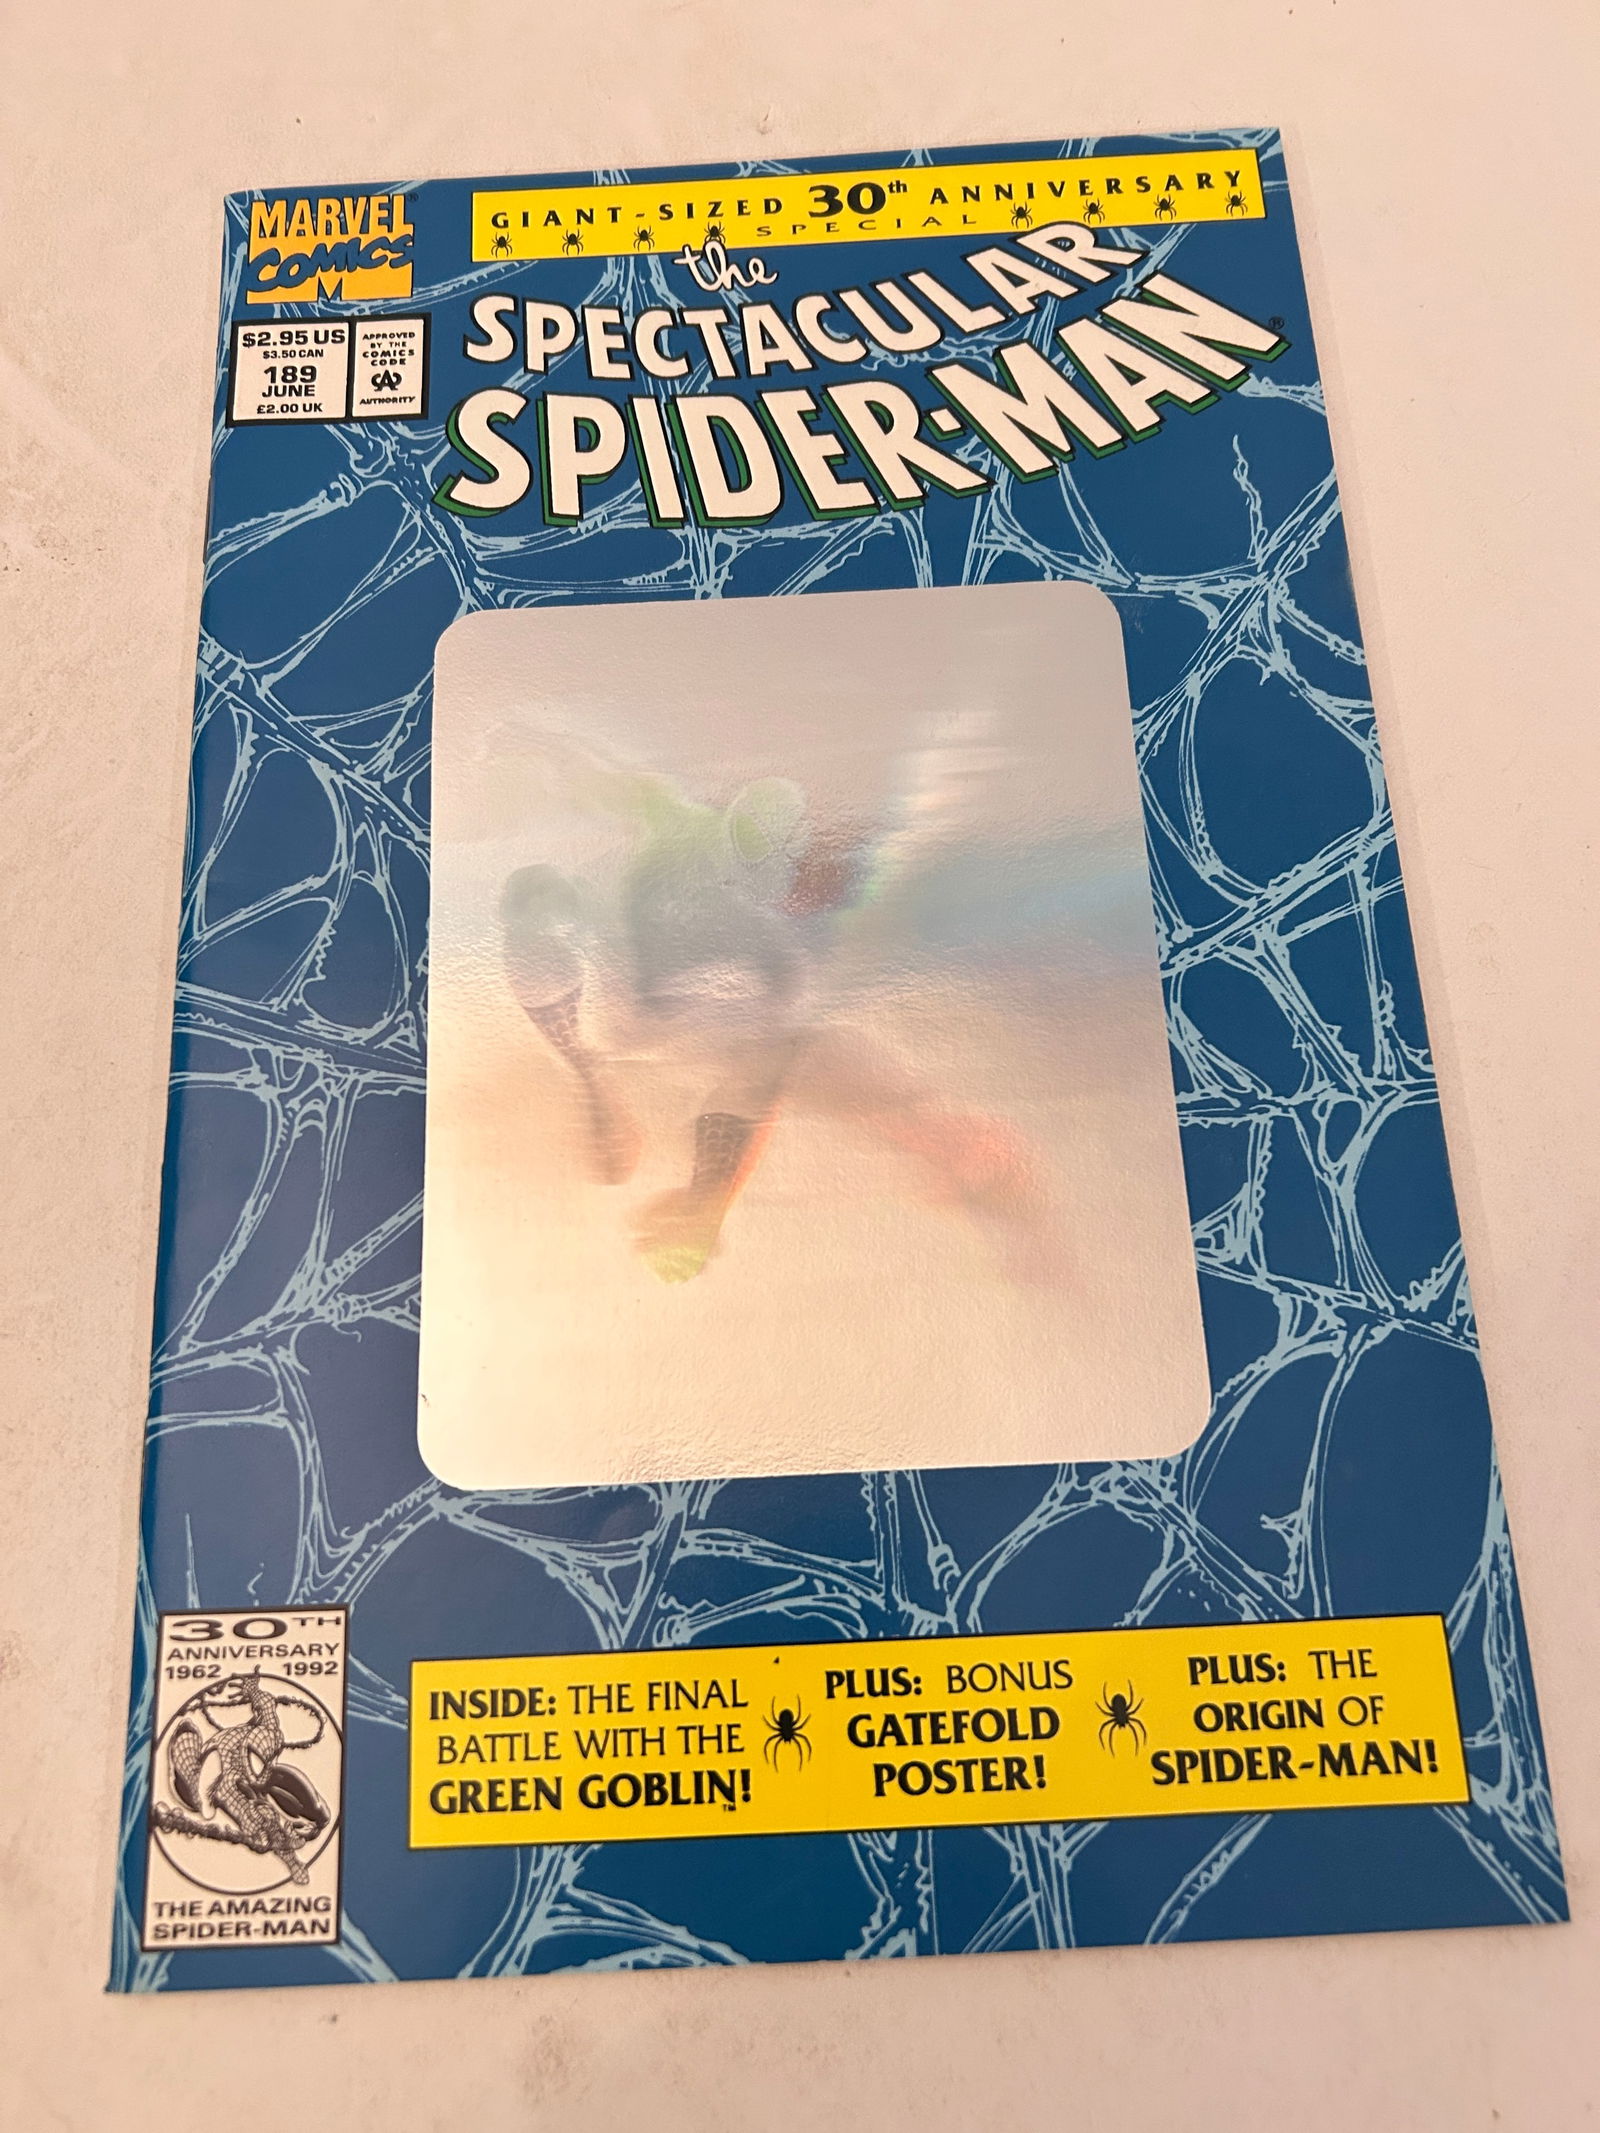 GIANT-SIZED 30th ANNIVERSARY
SPECIAL
MARVEL®
COMICS
M
the
SPECTACULAR
SPIDER-MAN®
$2.95 US
$3.50 CAN
189
JUNE
£2.00 UK
APPROVED
BY THE
COMICS
CODE
CA
AUTHORITY
30TH
ANNIVERSARY
1962 1992
THE AMAZING
SPIDER-MAN
INSIDE: THE FINAL
BATTLE WITH THE
GREEN GOBLIN!
™
PLUS: BONUS
GATEFOLD
POSTER!
PLUS: THE
ORIGIN OF
SPIDER-MAN!